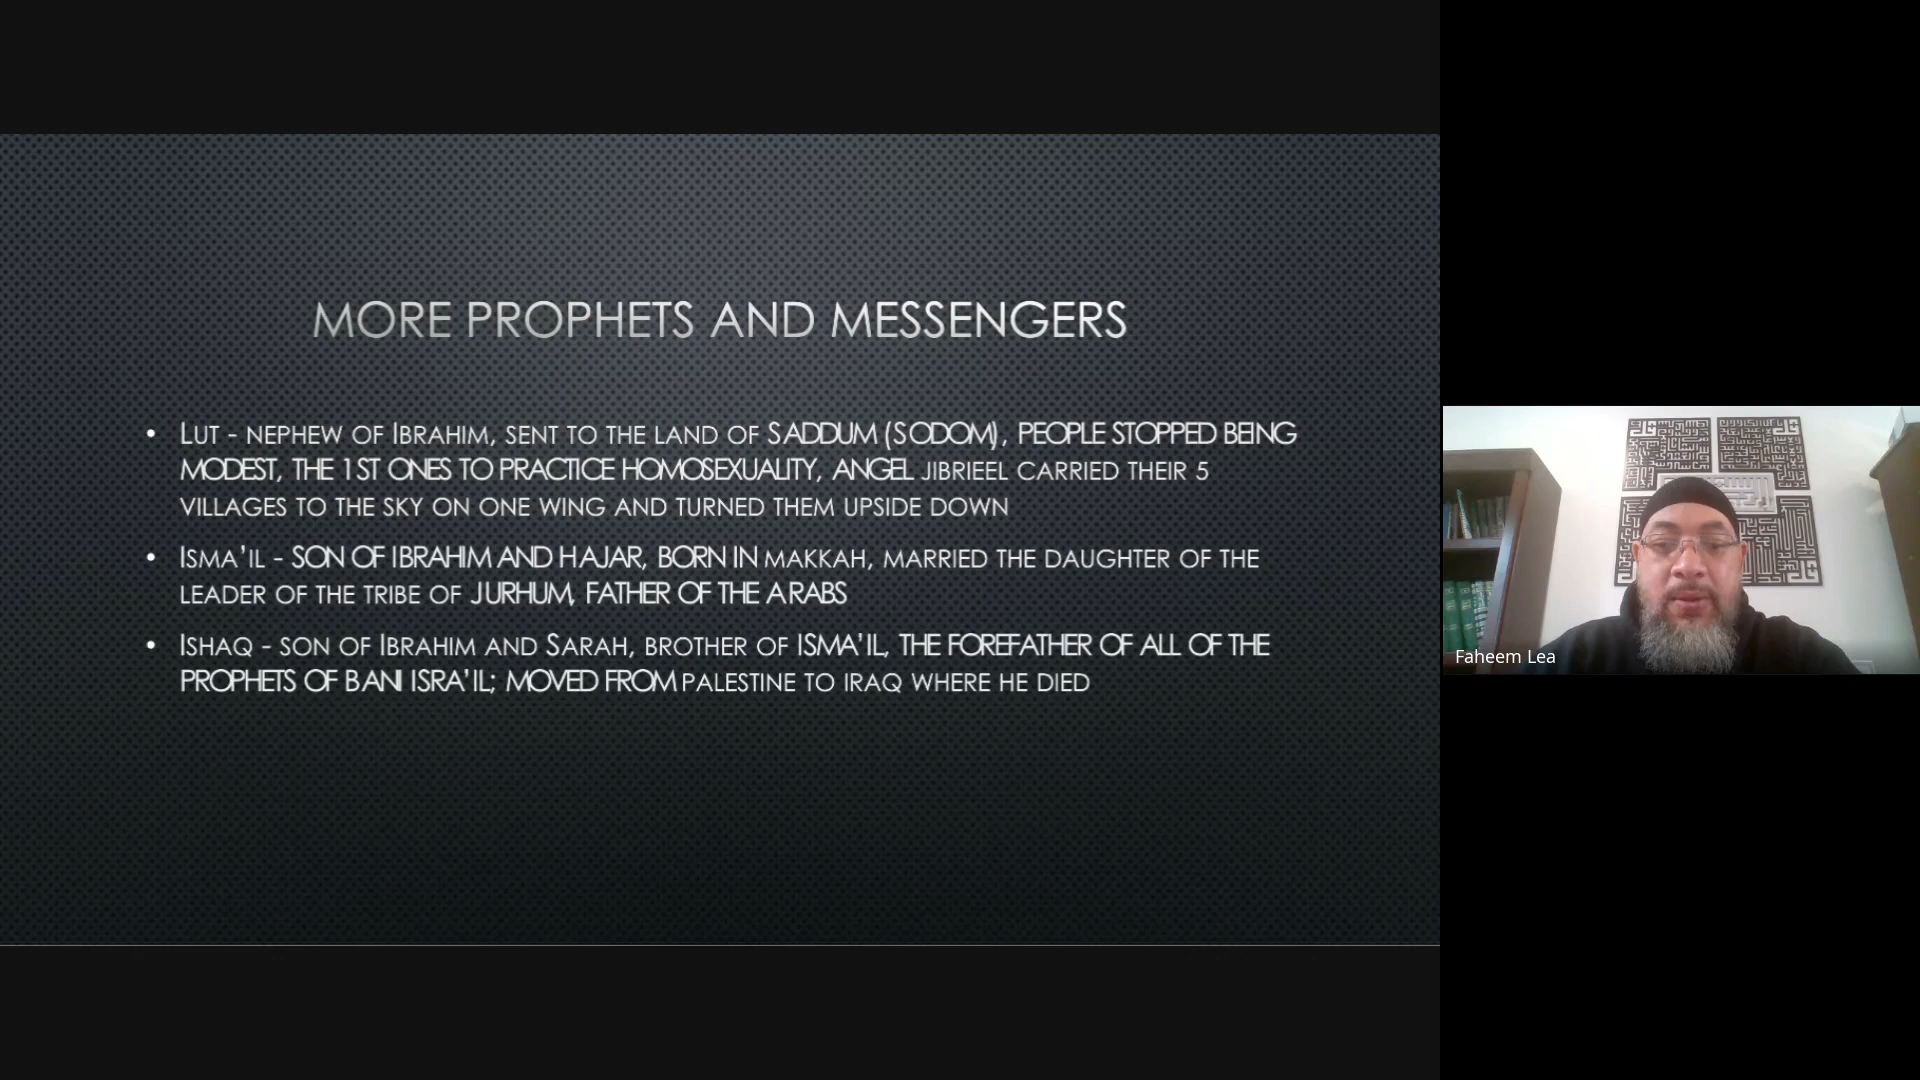 MORE PROPHETS AND MESSENGERS
• LUT - NEPHEW OF IBRAHIM, SENT TO THE LAND OF SADDUM (SODOM), PEOPLE STOPPED BEING
MODEST, THE 1ST ONES TO PRACTICE HOMOSEXUALITY, ANGEL JIBRIEEL CARRIED THEIR 5
VILLAGES TO THE SKY ON ONE WING AND TURNED THEM UPSIDE DOWN
• ISMA'IL - SON OF IBRAHIM AND HAJAR, BORN IN MAKKAH, MARRIED THE DAUGHTER OF THE
LEADER OF THE TRIBE OF JURHUM, FATHER OF THE ARABS
• ISHAQ - SON OF IBRAHIM AND SARAH, BROTHER OF ISMA'IL, THE FOREFATHER OF ALL OF THE
PROPHETS OF BANI ISRA'IL; MOVED FROM PALESTINE TO IRAQ WHERE HE DIED
Faheem Lea